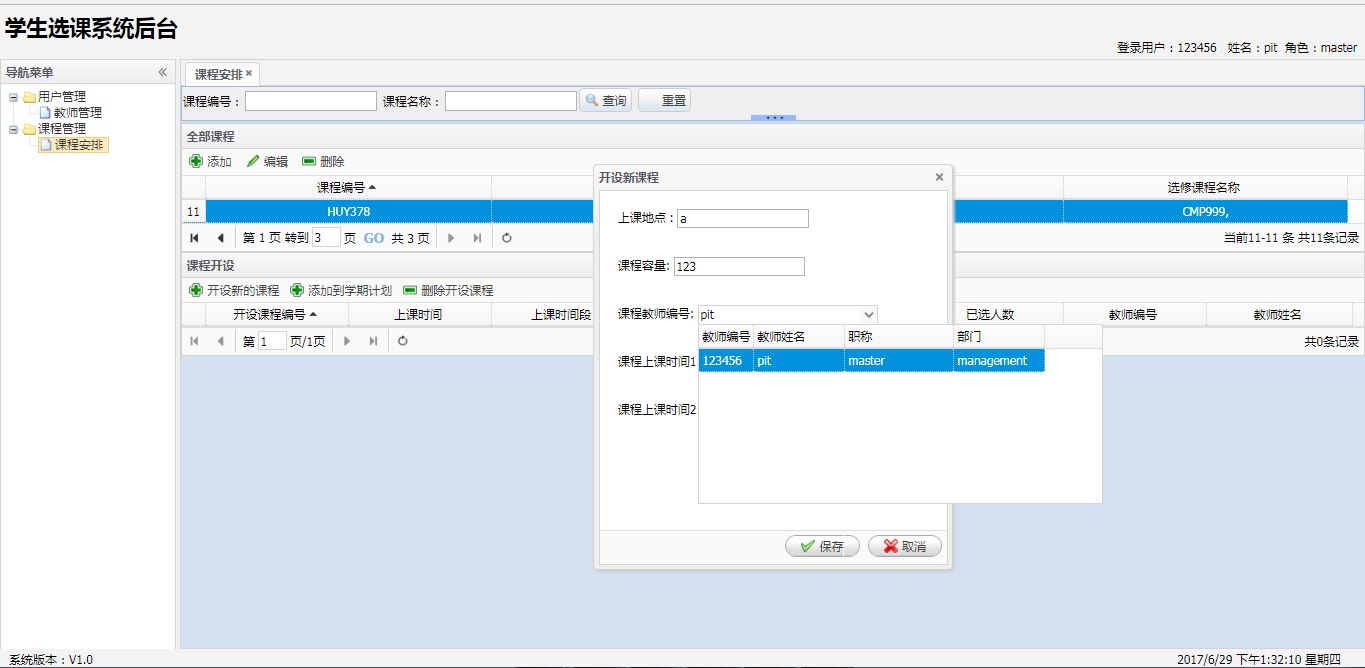 学生选课系统后台
登录用户：123456 姓名：pit 角色：master
导航菜单
用户管理
教师管理
课程管理
课程安排
课程安排
课程编号： 课程名称： 查询 重置
全部课程
添加 编辑 删除
课程编号 选修课程名称
11 HUY378 CMP999,
第 1 页 转到 3 页 GO 共 3 页 当前11-11 条 共11条记录
课程开设
开设新的课程 添加到学期计划 删除开设课程
开设课程编号 上课时间 上课时间段 已选人数 教师编号 教师姓名
第 1 页/1页 共0条记录
开设新课程
上课地点：a
课程容量: 123
课程教师编号: pit
教师编号 教师姓名 职称 部门
123456 pit master management
课程上课时间1
课程上课时间2
保存 取消
系统版本：V1.0 2017/6/29 下午1:32:10 星期四